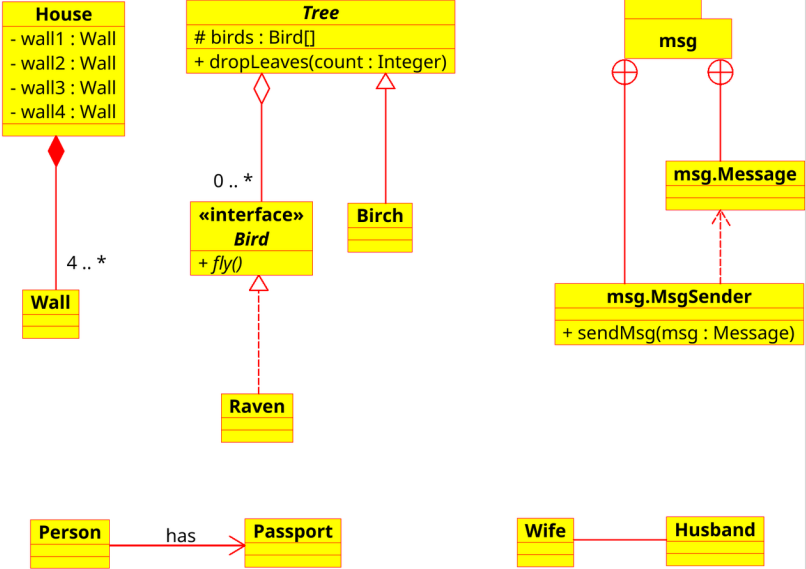 House
- wall1 : Wall
- wall2 : Wall
- wall3 : Wall
- wall4 : Wall
4 .. *
Wall
Tree
# birds : Bird[]
+ dropLeaves(count : Integer)
0 .. *
«interface»
Bird
+ fly()
Birch
Raven
msg
msg.Message
msg.MsgSender
+ sendMsg(msg : Message)
Person
has
Passport
Wife
Husband